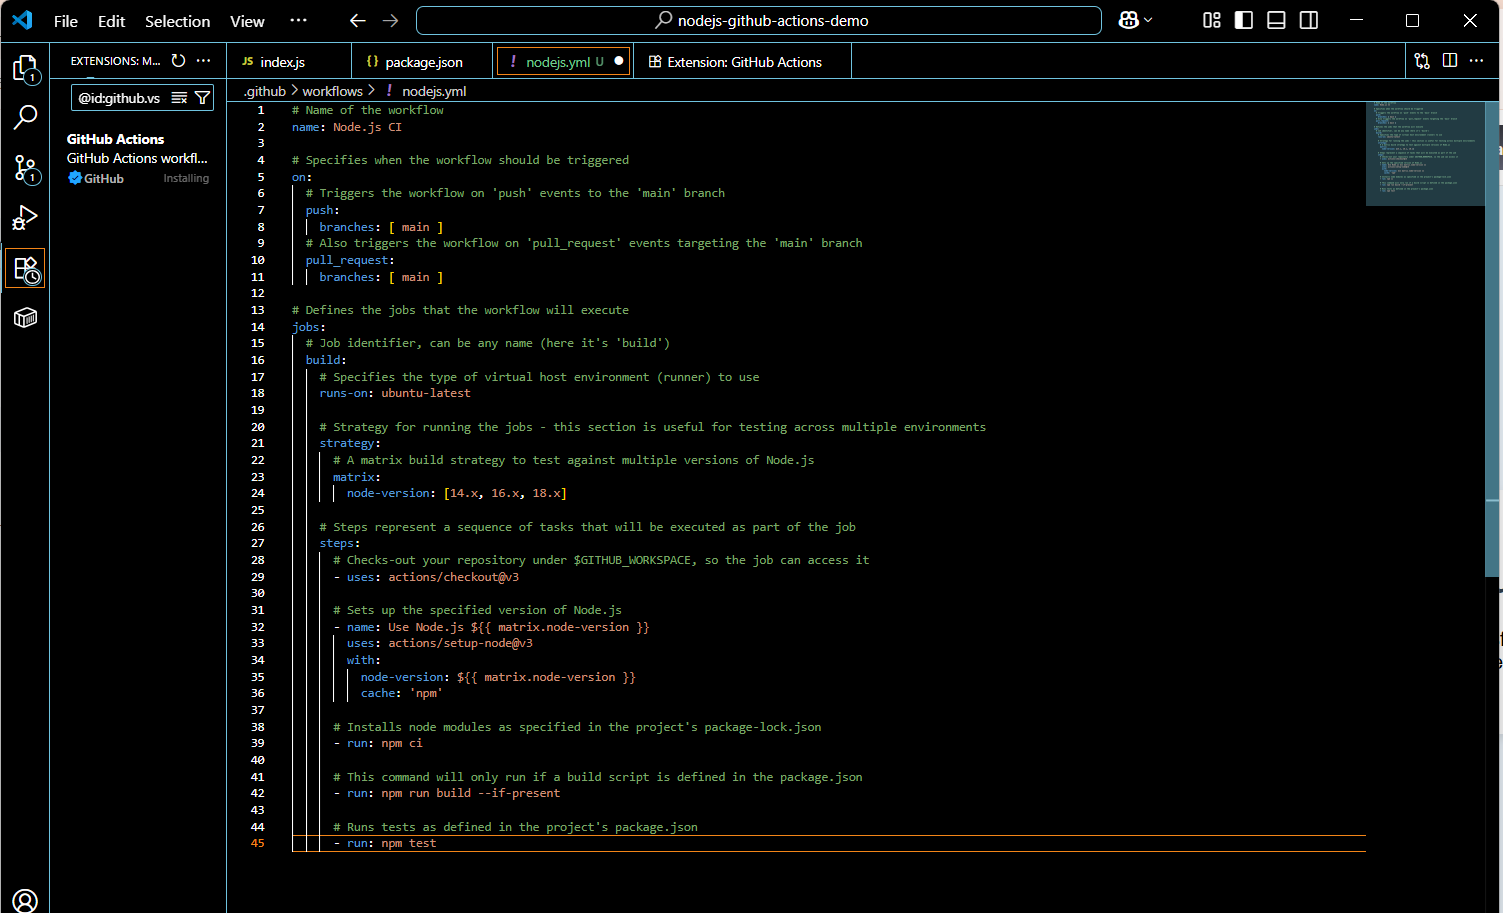 File Edit Selection View ··· nodejs-github-actions-demo
EXTENSIONS: M... ···
JS index.js {} package.json ! nodejs.yml U Extension: GitHub Actions ···
@id:github.vs
.github > workflows > ! nodejs.yml
GitHub Actions
GitHub Actions workfl...
GitHub Installing
1
1
1 # Name of the workflow
2 name: Node.js CI
3
4 # Specifies when the workflow should be triggered
5 on:
6 # Triggers the workflow on 'push' events to the 'main' branch
7 push:
8 branches: [ main ]
9 # Also triggers the workflow on 'pull_request' events targeting the 'main' branch
10 pull_request:
11 branches: [ main ]
12
13 # Defines the jobs that the workflow will execute
14 jobs:
15 # Job identifier, can be any name (here it's 'build')
16 build:
17 # Specifies the type of virtual host environment (runner) to use
18 runs-on: ubuntu-latest
19
20 # Strategy for running the jobs - this section is useful for testing across multiple environments
21 strategy:
22 # A matrix build strategy to test against multiple versions of Node.js
23 matrix:
24 node-version: [14.x, 16.x, 18.x]
25
26 # Steps represent a sequence of tasks that will be executed as part of the job
27 steps:
28 # Checks-out your repository under $GITHUB_WORKSPACE, so the job can access it
29 - uses: actions/checkout@v3
30
31 # Sets up the specified version of Node.js
32 - name: Use Node.js ${{ matrix.node-version }}
33 uses: actions/setup-node@v3
34 with:
35 node-version: ${{ matrix.node-version }}
36 cache: 'npm'
37
38 # Installs node modules as specified in the project's package-lock.json
39 - run: npm ci
40
41 # This command will only run if a build script is defined in the package.json
42 - run: npm run build --if-present
43
44 # Runs tests as defined in the project's package.json
45 - run: npm test